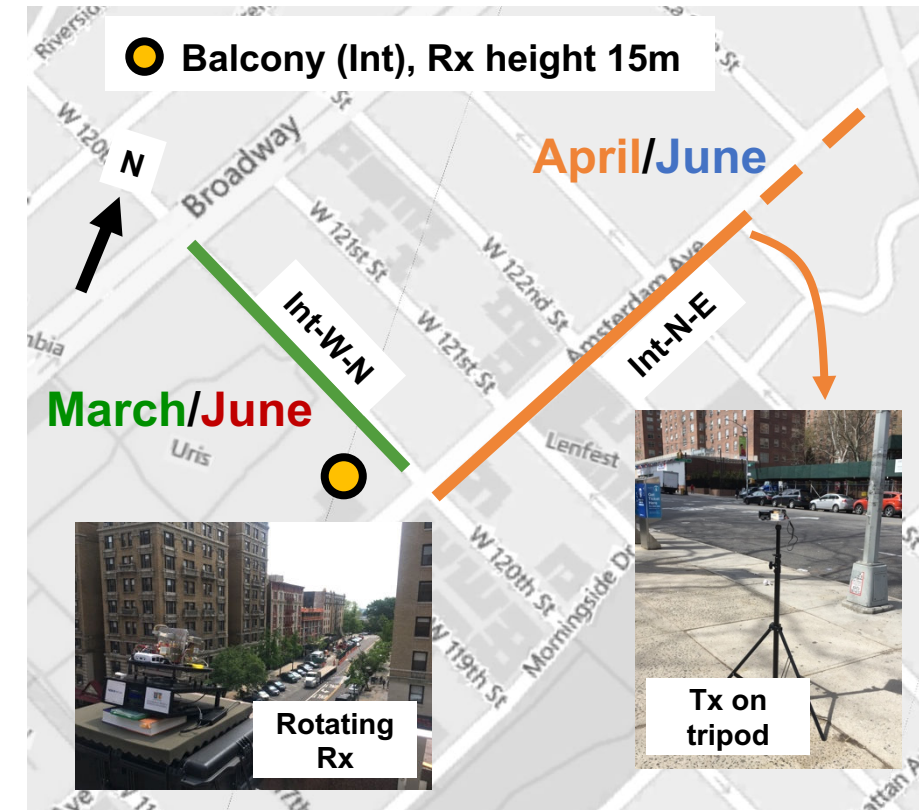 Riverside
Balcony (Int), Rx height 15m
St
St
W 120th
N
Broadway
April/June
W 121st St
W 122nd St
Amsterdam Ave
Int-W-N
W 121st St
Int-N-E
March/June
Uris
Lenfest
W 120th St
Morningside Dr
W 119th St
St
Rotating
Rx
Tx on
tripod